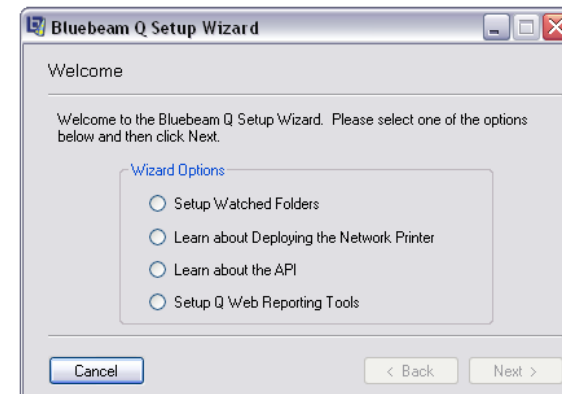 Bluebeam Q Setup Wizard
Welcome
Welcome to the Bluebeam Q Setup Wizard. Please select one of the options
below and then click Next.
Wizard Options
Setup Watched Folders
Learn about Deploying the Network Printer
Learn about the API
Setup Q Web Reporting Tools
Cancel
< Back
Next >